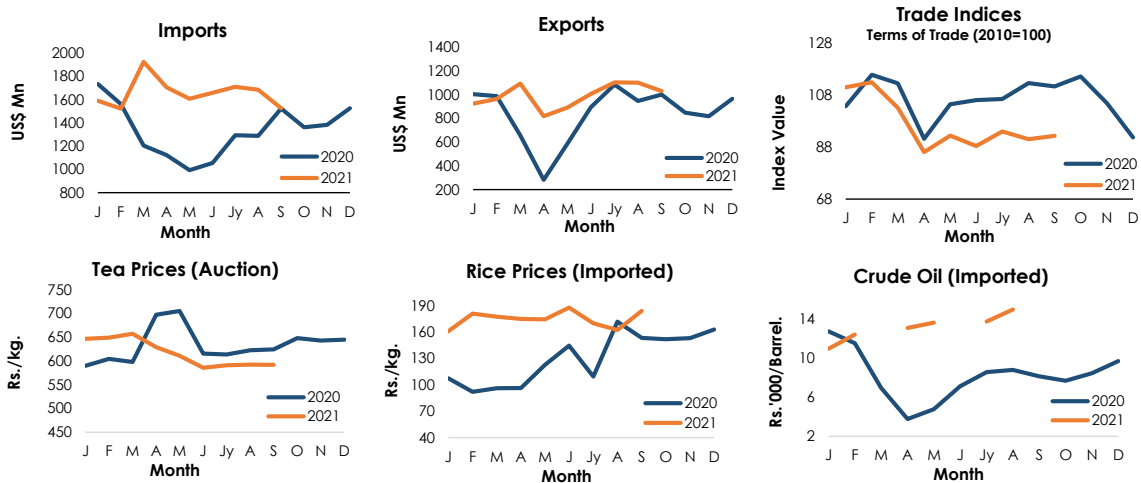 Imports
US$ Mn
2000
1800
1600
1400
1200
1000
800
2020
2021
J F M A M J Jy A S O N D
Month
Exports
US$ Mn
1400
1200
1000
800
600
400
200
2020
2021
J F M A M J Jy A S O N D
Month
Trade Indices
Terms of Trade (2010=100)
Index Value
128
108
88
68
2020
2021
J F M A M J Jy A S O N D
Month
Tea Prices (Auction)
Rs./kg.
750
700
650
600
550
500
450
2020
2021
J F M A M J Jy A S O N D
Month
Rice Prices (Imported)
Rs./kg.
190
160
130
100
70
40
2020
2021
J F M A M J Jy A S O N D
Month
Crude Oil (Imported)
Rs.'000/Barrel.
14
10
6
2
2020
2021
J F M A M J Jy A S O N D
Month